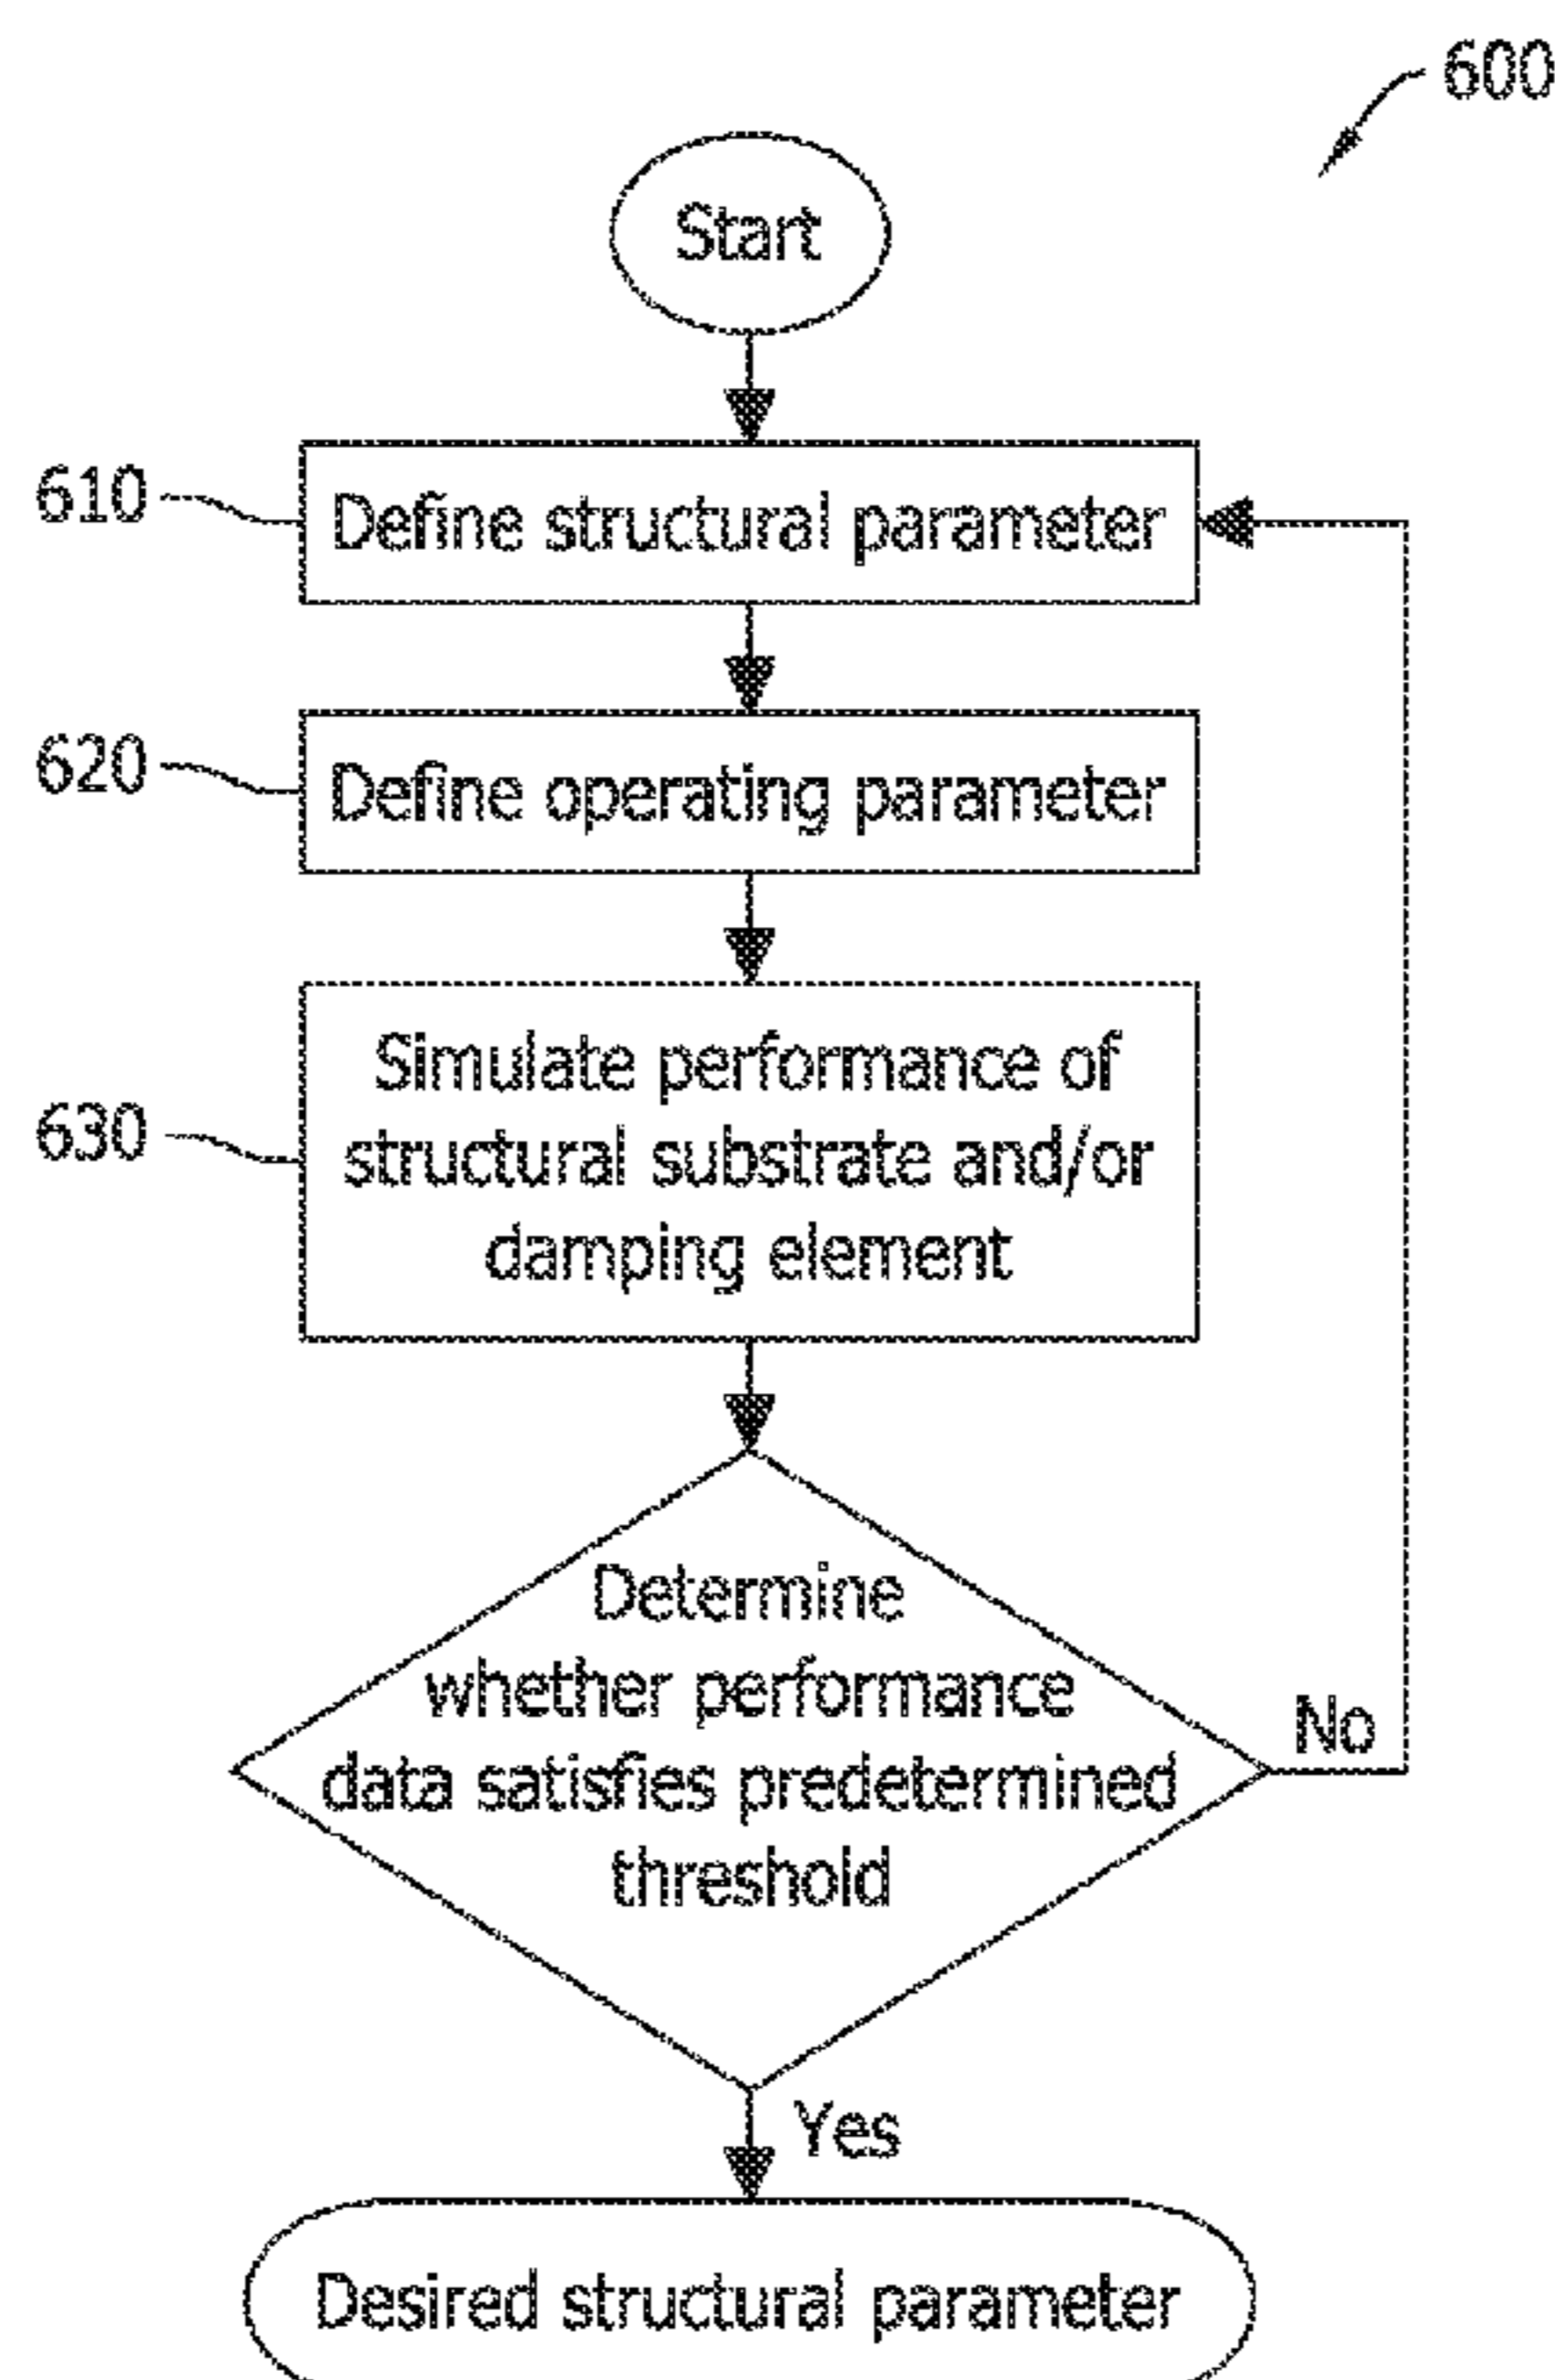 600
Start
610
Define structural parameter
620
Define operating parameter
630
Simulate performance of
structural substrate and/or
damping element
Determine
whether performance
data satisfies predetermined
threshold
No
Yes
Desired structural parameter